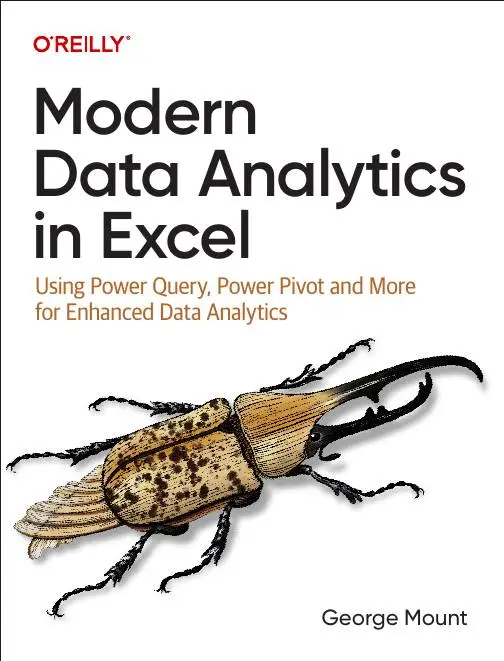 O'REILLY®
Modern
Data Analytics
in Excel
Using Power Query, Power Pivot and More
for Enhanced Data Analytics
George Mount